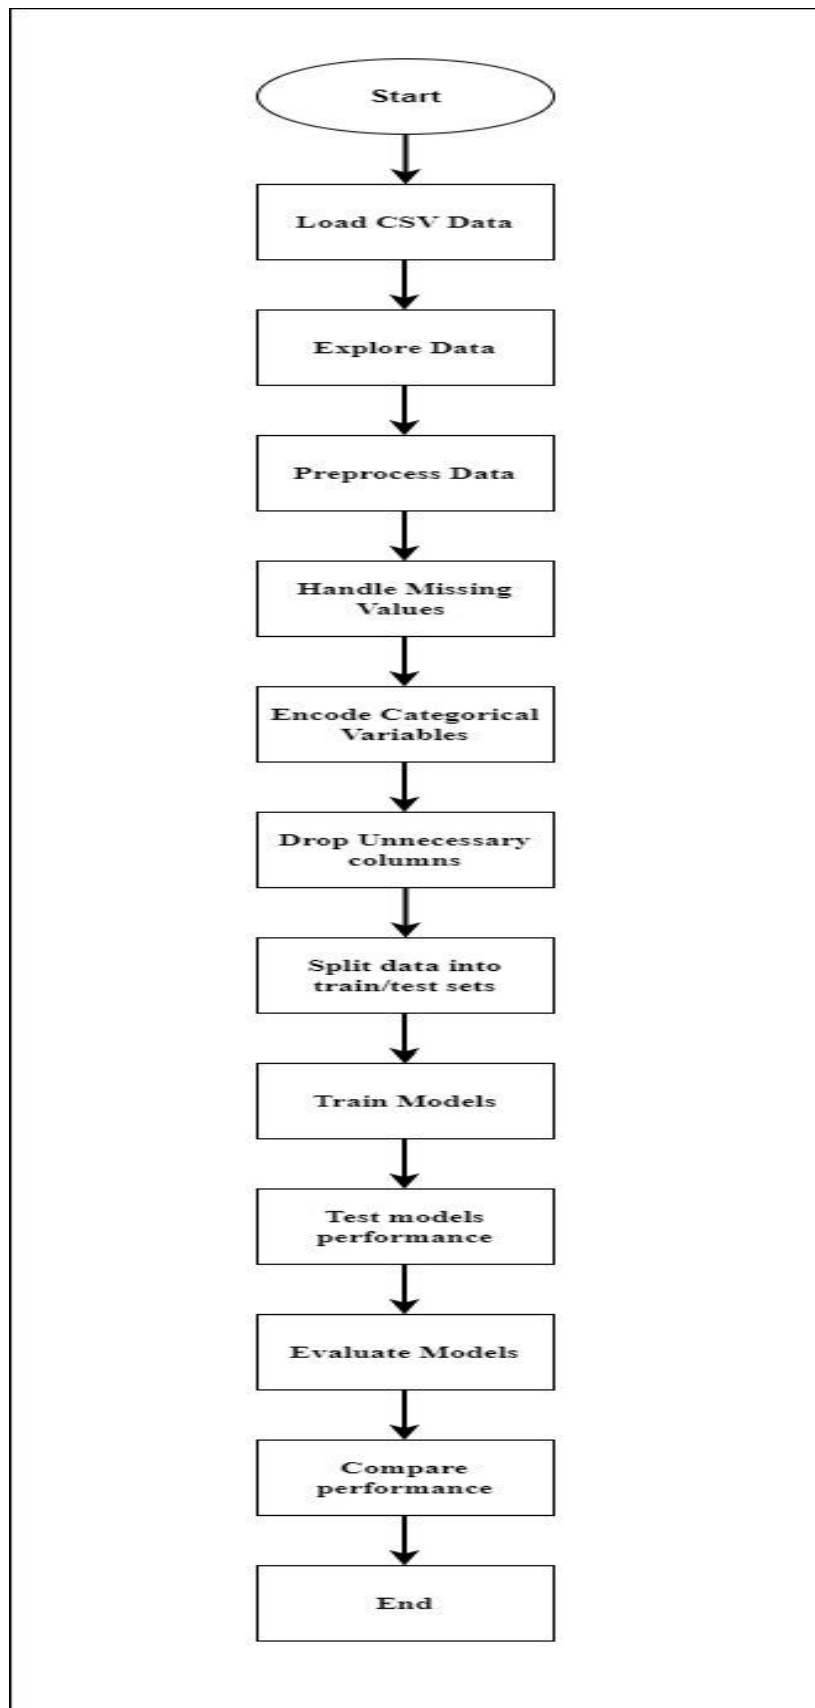 Start
Load CSV Data
Explore Data
Preprocess Data
Handle Missing
Values
Encode Categorical
Variables
Drop Unnecessary
columns
Split data into
train/test sets
Train Models
Test models
performance
Evaluate Models
Compare
performance
End